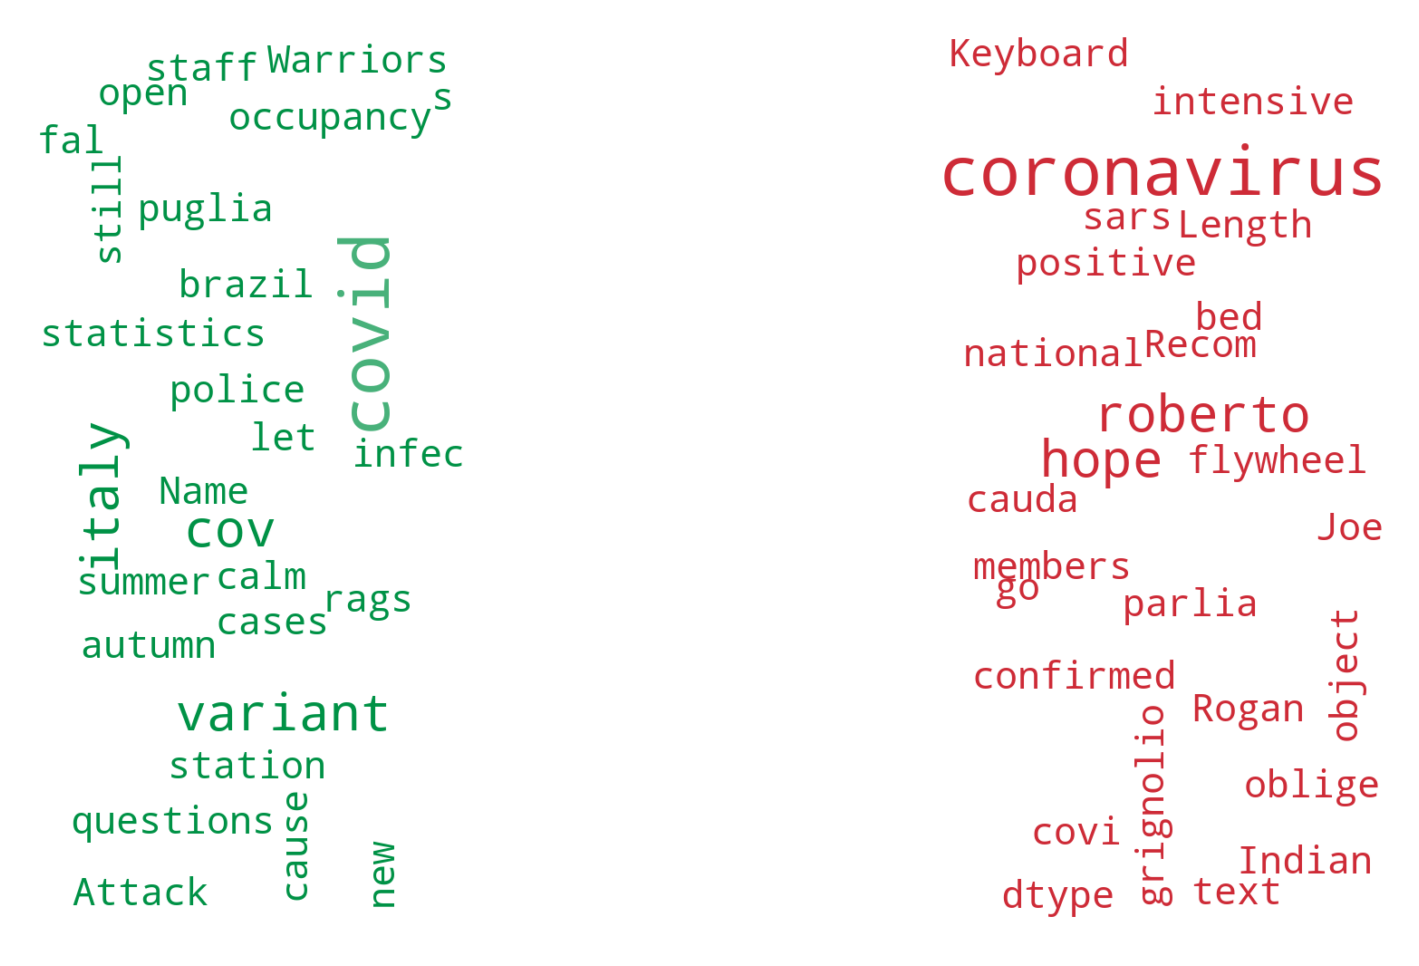 staff
Warriors
open
s
occupancy
fal
still
puglia
covid
brazil
statistics
police
italy
let
infec
Name
cov
summer
calm
rags
cases
autumn
variant
station
questions
cause
new
Attack
Keyboard
intensive
coronavirus
sars
Length
positive
bed
national
Recom
roberto
hope
flywheel
cauda
Joe
members
go
parlia
object
confirmed
Rogan
grignolio
oblige
covi
Indian
dtype
text